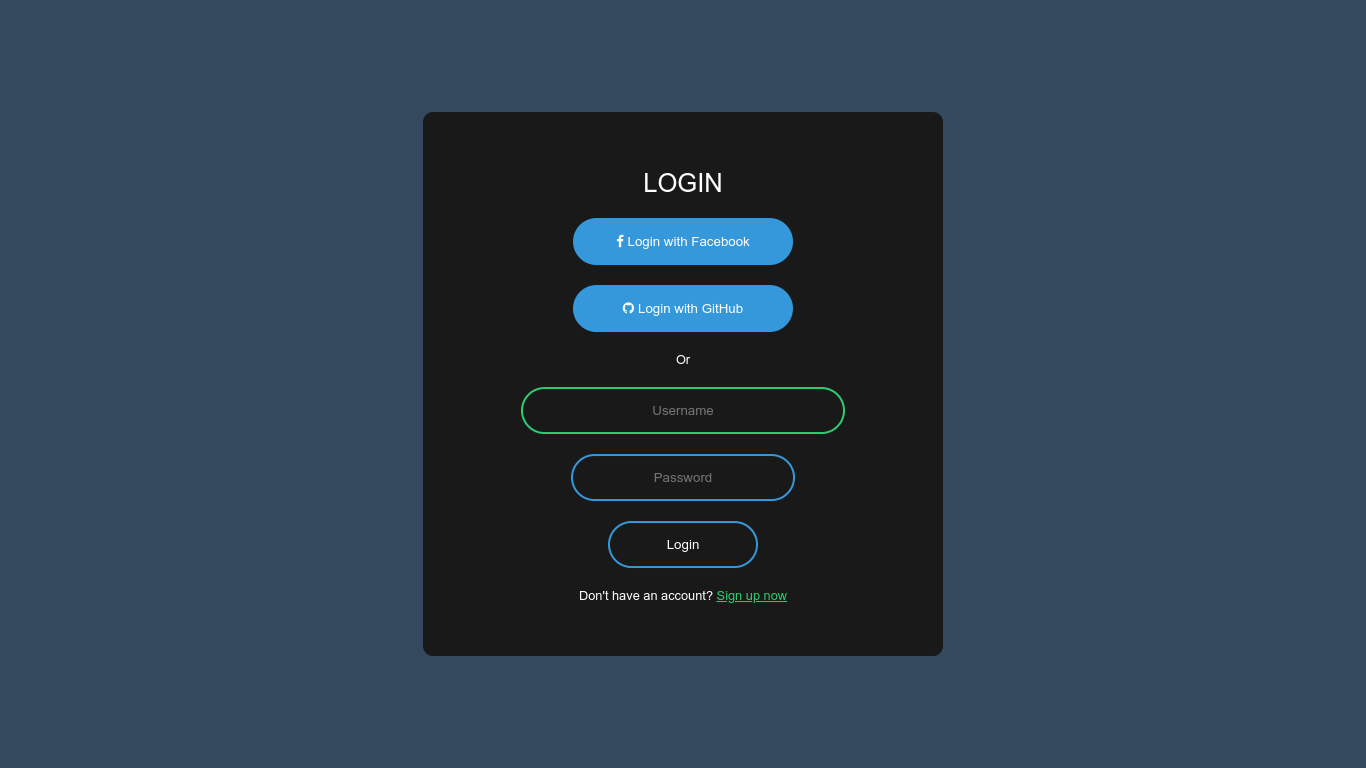 LOGIN
Login with Facebook
Login with GitHub
Or
Username
Password
Login
Don't have an account? Sign up now